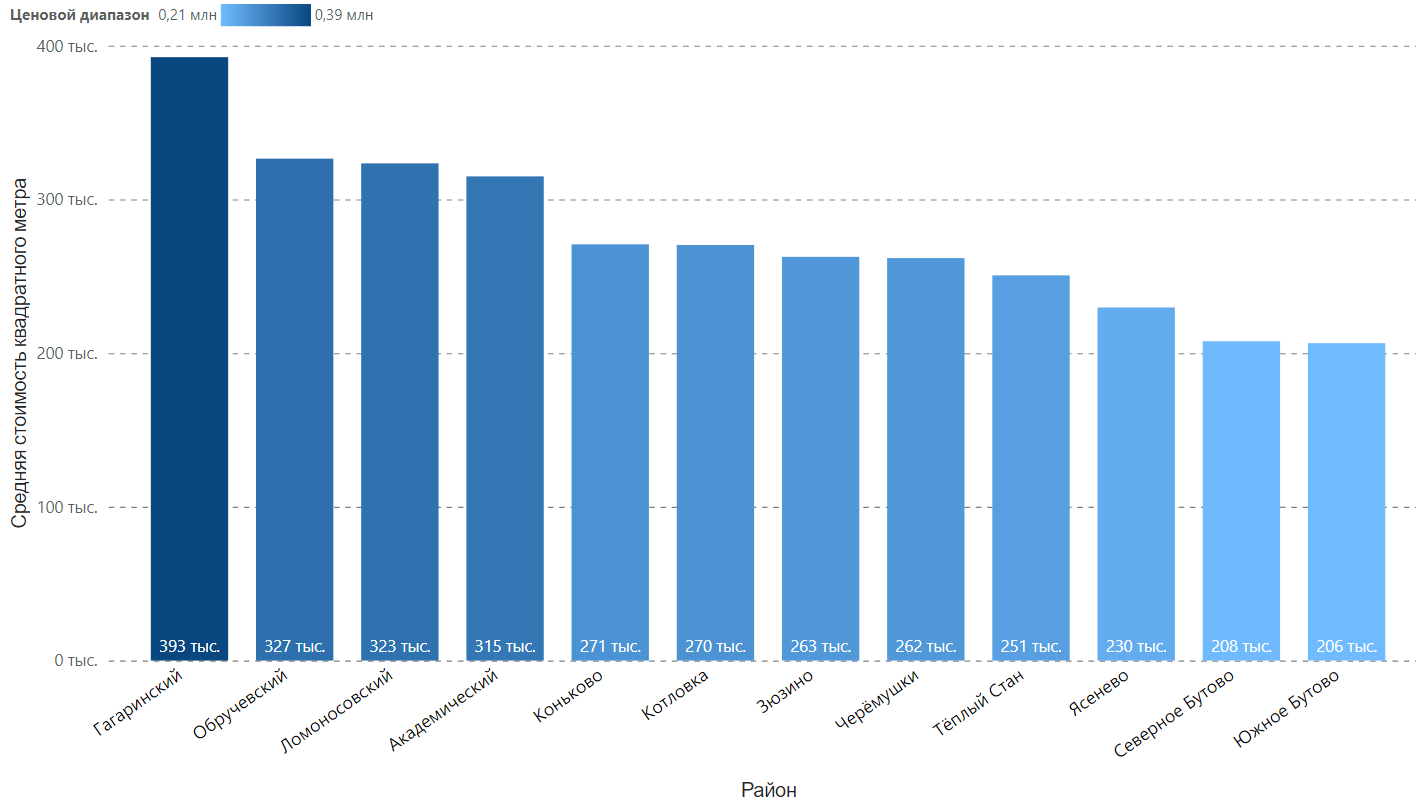 Ценовой диапазон 0,21 млн 0,39 млн
400 тыс.
300 тыс.
200 тыс.
100 тыс.
0 тыс.
Средняя стоимость квадратного метра
393 тыс. 327 тыс. 323 тыс. 315 тыс. 271 тыс. 270 тыс. 263 тыс. 262 тыс. 251 тыс. 230 тыс. 208 тыс. 206 тыс.
Гагаринский Обручевский Ломоносовский Академический Коньково Котловка Зюзино Черёмушки Тёплый Стан Ясенево Северное Бутово Южное Бутово
Район